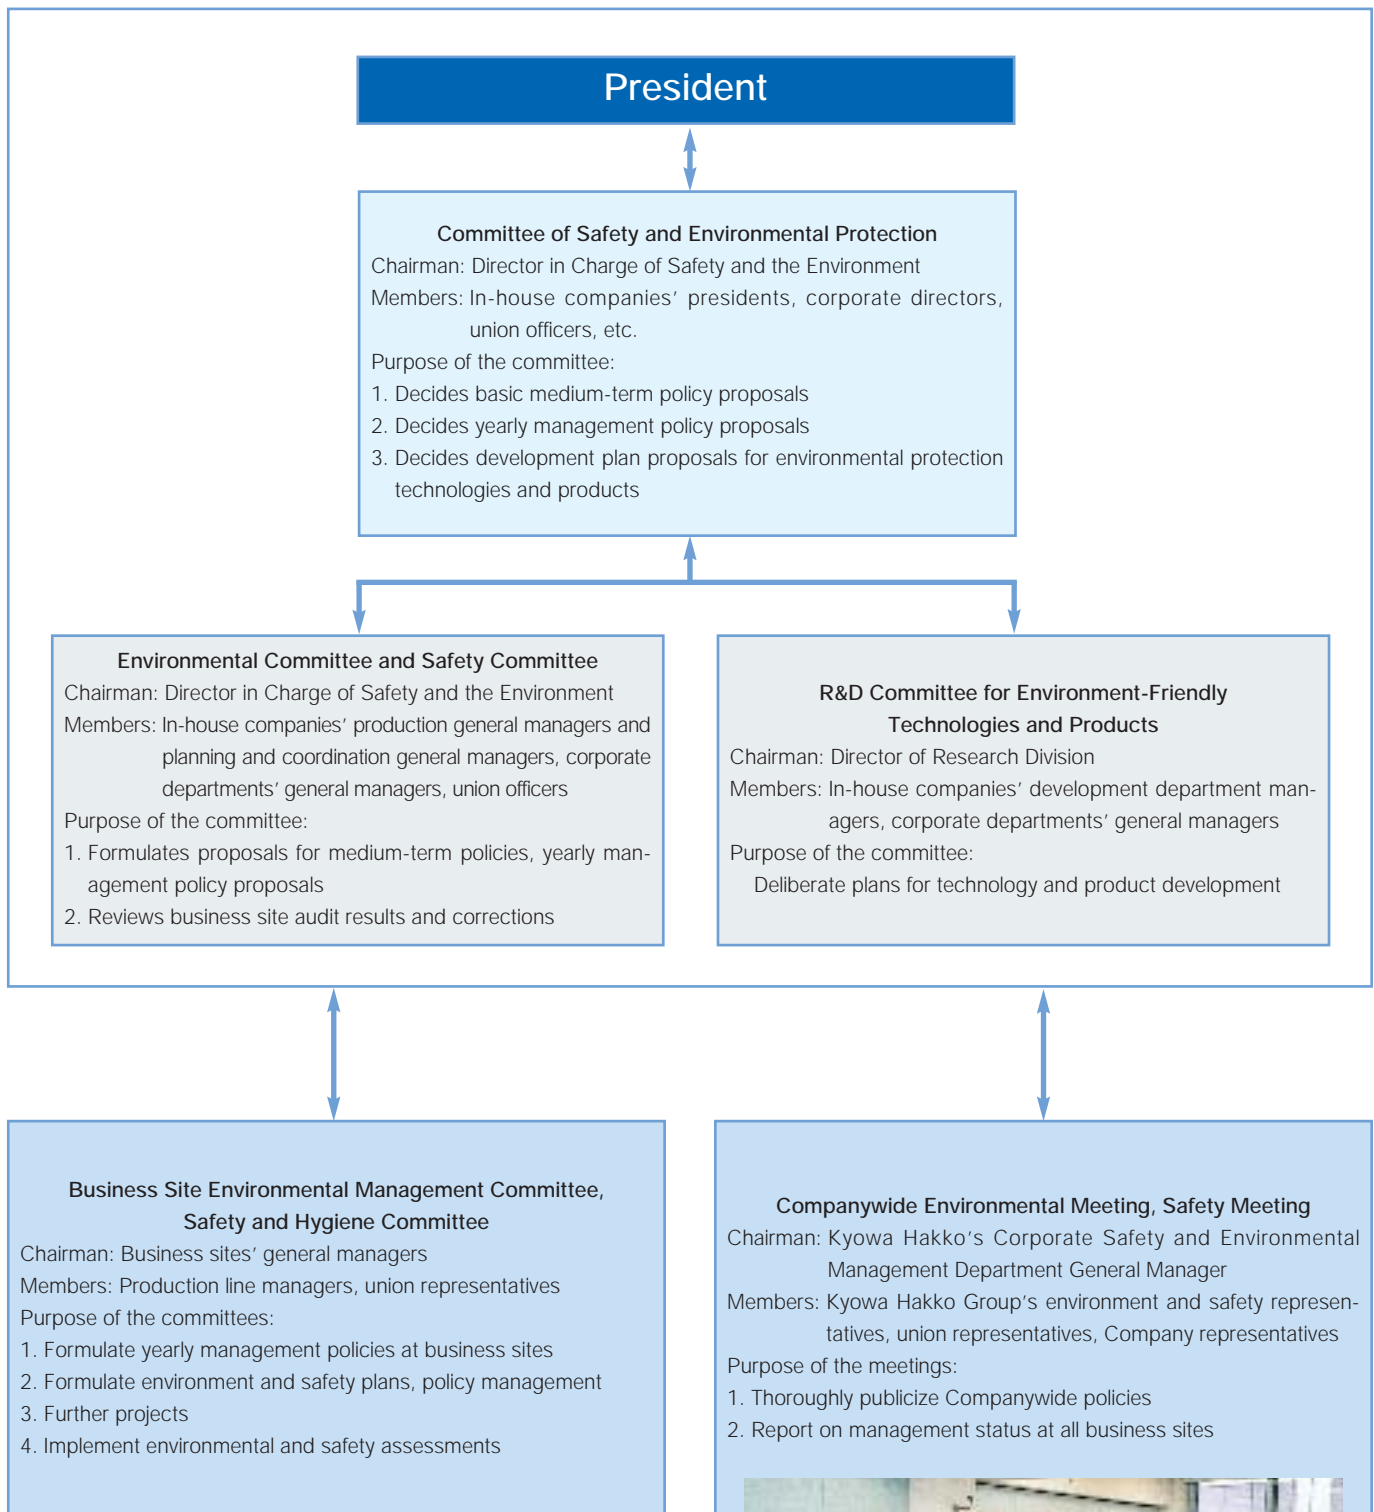 President
Committee of Safety and Environmental Protection
Chairman: Director in Charge of Safety and the Environment
Members: In-house companies’ presidents, corporate directors,
union officers, etc.
Purpose of the committee:
1. Decides basic medium-term policy proposals
2. Decides yearly management policy proposals
3. Decides development plan proposals for environmental protection
technologies and products
Environmental Committee and Safety Committee
Chairman: Director in Charge of Safety and the Environment
Members: In-house companies’ production general managers and
planning and coordination general managers, corporate
departments’ general managers, union officers
Purpose of the committee:
1. Formulates proposals for medium-term policies, yearly man-
agement policy proposals
2. Reviews business site audit results and corrections
R&D Committee for Environment-Friendly
Technologies and Products
Chairman: Director of Research Division
Members: In-house companies’ development department man-
agers, corporate departments’ general managers
Purpose of the committee:
Deliberate plans for technology and product development
Business Site Environmental Management Committee,
Safety and Hygiene Committee
Chairman: Business sites’ general managers
Members: Production line managers, union representatives
Purpose of the committees:
1. Formulate yearly management policies at business sites
2. Formulate environment and safety plans, policy management
3. Further projects
4. Implement environmental and safety assessments
Companywide Environmental Meeting, Safety Meeting
Chairman: Kyowa Hakko’s Corporate Safety and Environmental
Management Department General Manager
Members: Kyowa Hakko Group’s environment and safety represen-
tatives, union representatives, Company representatives
Purpose of the meetings:
1. Thoroughly publicize Companywide policies
2. Report on management status at all business sites